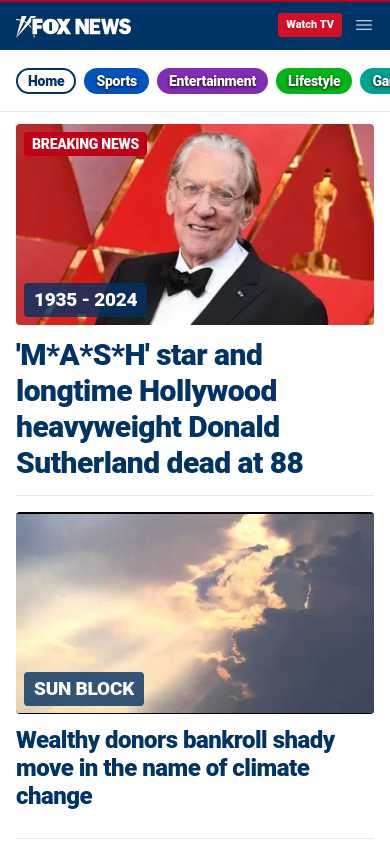 FOX NEWS
Watch TV
Home
Sports
Entertainment
Lifestyle
BREAKING NEWS
1935 - 2024
'M*A*S*H' star and
longtime Hollywood
heavyweight Donald
Sutherland dead at 88
SUN BLOCK
Wealthy donors bankroll shady
move in the name of climate
change